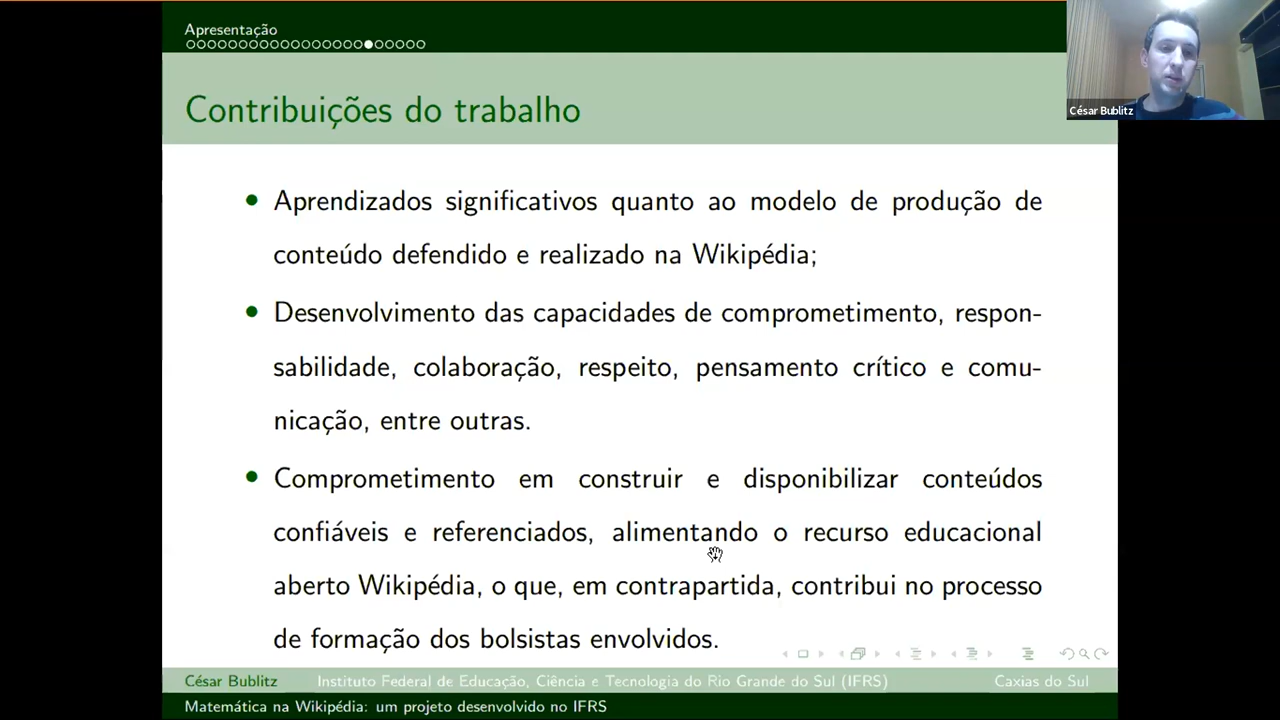 Apresentação
César Bublitz
Contribuições do trabalho
• Aprendizados significativos quanto ao modelo de produção de
conteúdo defendido e realizado na Wikipédia;
• Desenvolvimento das capacidades de comprometimento, respon-
sabilidade, colaboração, respeito, pensamento crítico e comu-
nicação, entre outras.
• Comprometimento em construir e disponibilizar conteúdos
confiáveis e referenciados, alimentando o recurso educacional
aberto Wikipédia, o que, em contrapartida, contribui no processo
de formação dos bolsistas envolvidos.
César Bublitz Instituto Federal de Educação, Ciência e Tecnologia do Rio Grande do Sul (IFRS) Caxias do Sul
Matemática na Wikipédia: um projeto desenvolvido no IFRS